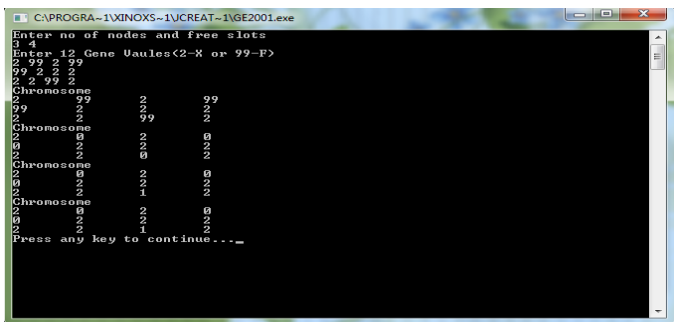 C:\PROGRA~1\XINOXS~1\JCREAT~1\GE2001.exe
Enter no of nodes and free slots
3 4
Enter 12 Gene Vaules(2-X or 99-F)
2 99 2 99
99 2 2 2
2 2 99 2
Chromosome
2 99 2 99
99 2 2 2
2 2 99 2
Chromosome
2 0 2 0
0 2 2 2
2 2 0 2
Chromosome
2 0 2 0
0 2 2 2
2 2 1 2
Chromosome
2 0 2 0
0 2 2 2
2 2 1 2
Press any key to continue..._